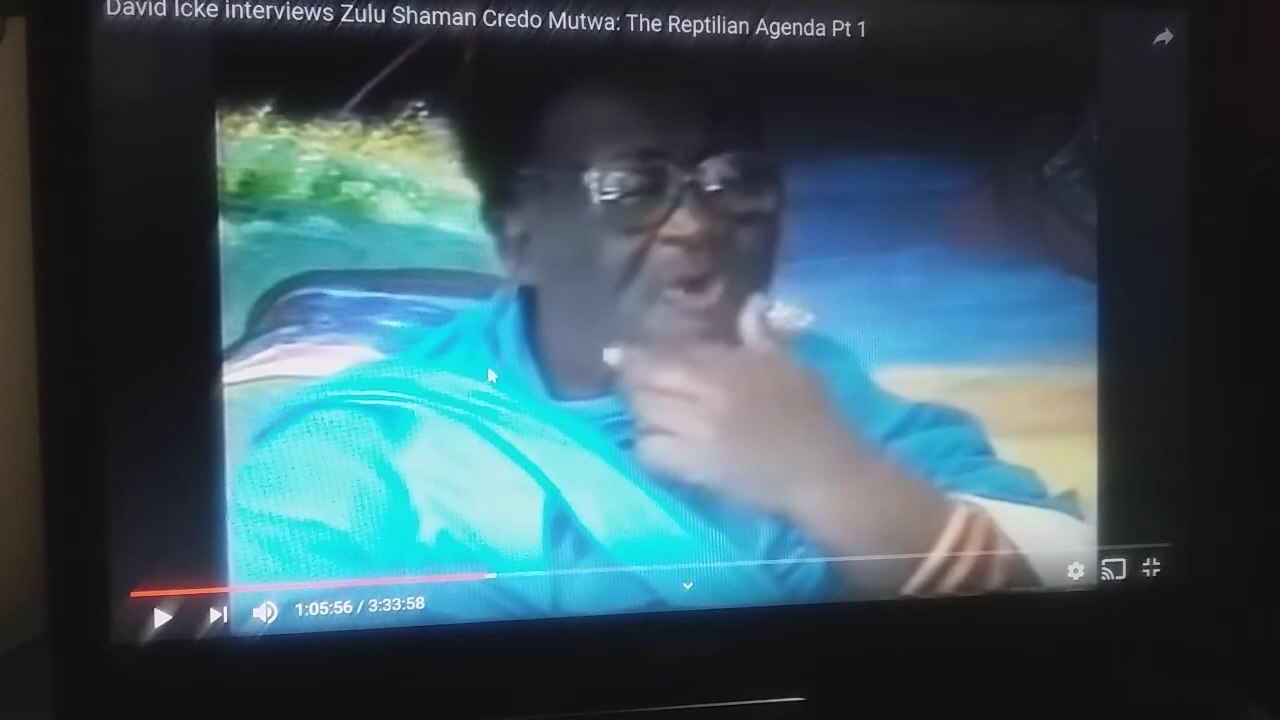 David Icke interviews Zulu Shaman Credo Mutwa: The Reptilian Agenda Pt 1
1:05:56 / 3:33:58